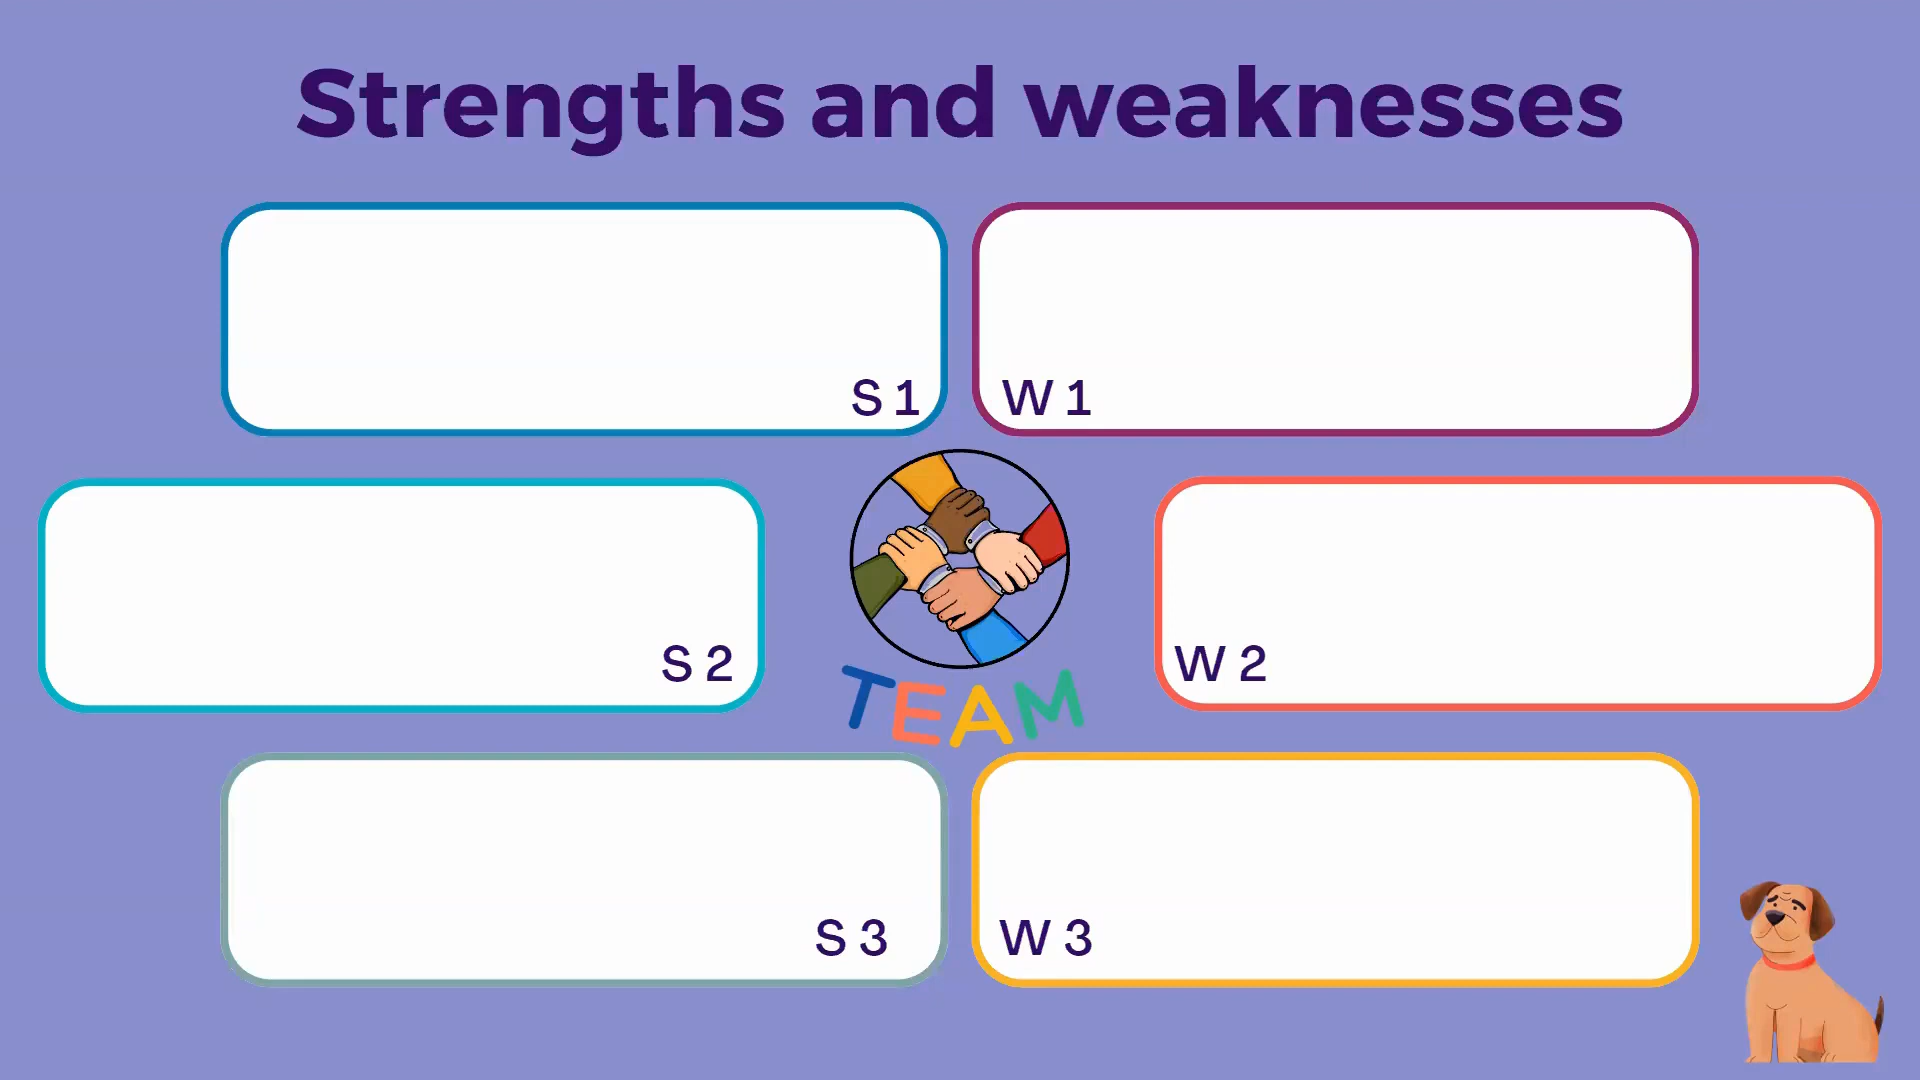 Strengths and weaknesses
S 1
W 1
S 2
W 2
TEAM
S 3
W 3